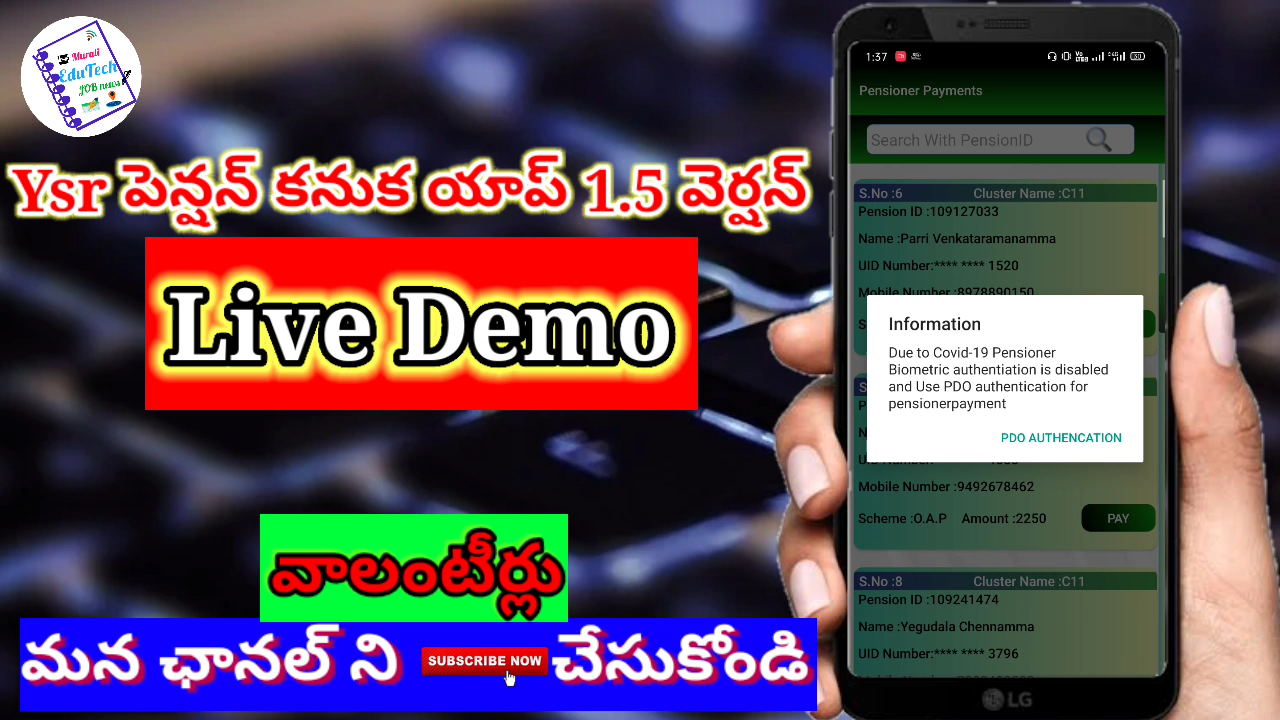 Murali
EduTech
JOB news
Ysr పెన్షన్ కనుక యాప్ 1.5 వెర్షన్
Live Demo
వాలంటీర్లు
మన ఛానల్ ని SUBSCRIBE NOW చేసుకోండి
1:37
Pensioner Payments
Search With PensionID
S.No :6 Cluster Name :C11
Pension ID :109127033
Name :Parri Venkataramanamma
UID Number:**** **** 1520
Mobile Number :8978890150
Information
Due to Covid-19 Pensioner
Biometric authentiation is disabled
and Use PDO authentication for
pensionerpayment
PDO AUTHENCATION
Mobile Number :9492678462
Scheme :O.A.P Amount :2250 PAY
S.No :8 Cluster Name :C11
Pension ID :109241474
Name :Yegudala Chennamma
UID Number:**** **** 3796
LG